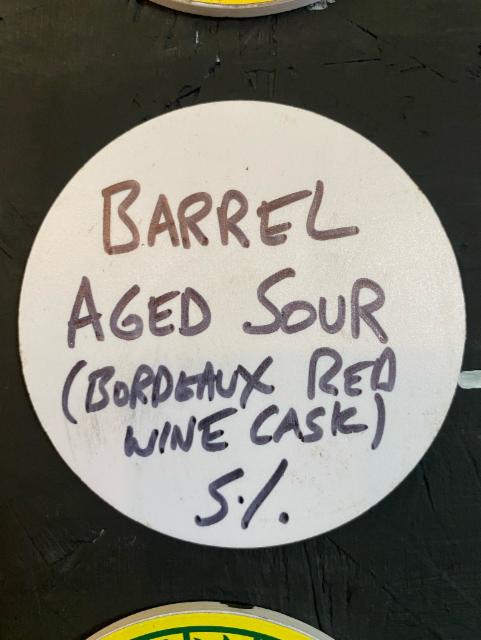 BARREL
AGED SOUR
(BORDEAUX RED
WINE CASK)
5%